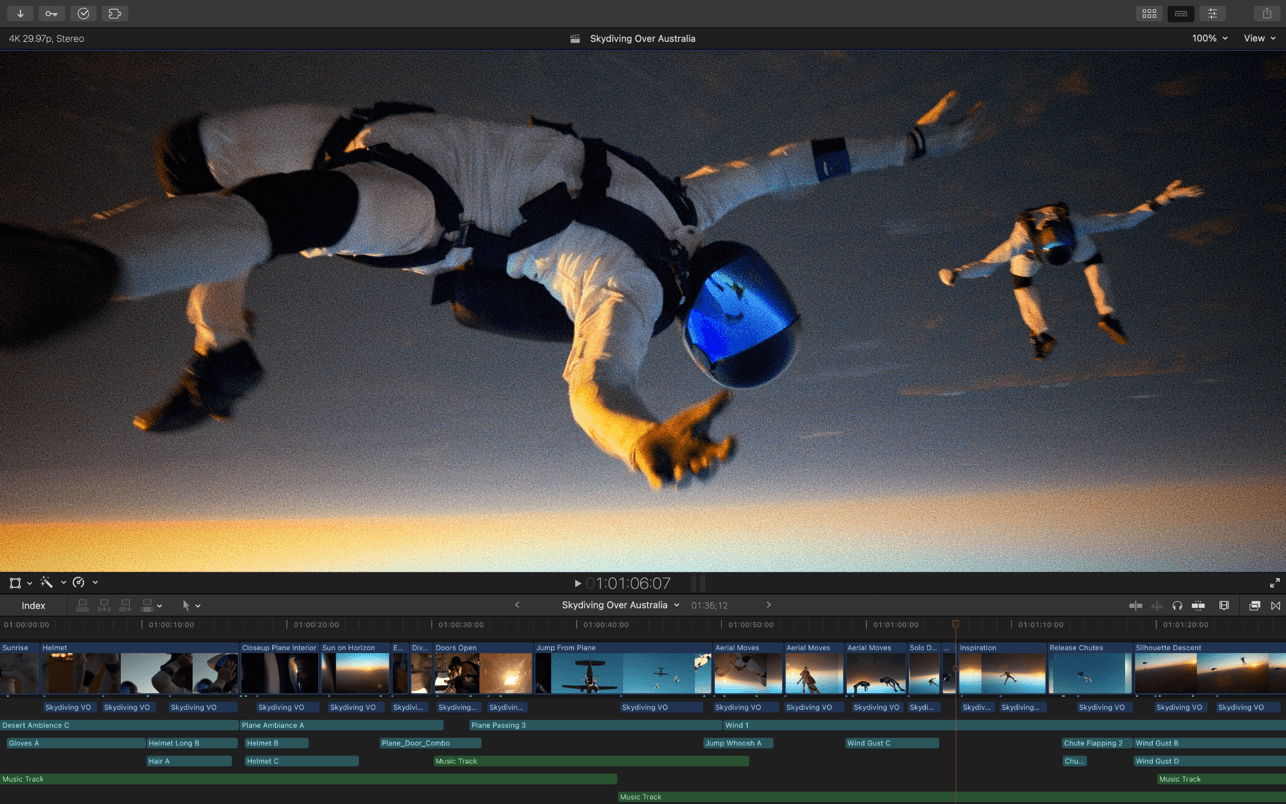 4K 29.97p, Stereo
Skydiving Over Australia
100%
View
01:01:06:07
Index
Skydiving Over Australia
01:35;12
01:00:00:00
01:00:10:00
01:00:20:00
01:00:30:00
01:00:40:00
01:00:50:00
01:01:00:00
01:01:10:00
01:01:20:00
Sunrise
Helmet
Closeup Plane Interior
Sun on Horizon
E...
Div...
Doors Open
Jump From Plane
Aerial Moves
Aerial Moves
Aerial Moves
Solo D...
...
Inspiration
Release Chutes
Silhouette Descent
Skydiving VO
Skydiving VO
Skydiving VO
Skydiving VO
Skydiving VO
Skydivi...
Skydiving...
Skydivin...
Skydiving VO
Skydiving VO
Skydiving VO
Skydiving VO
Skydi...
Skydiv...
Skydiving...
Skydiving VO
Skydiving VO
Skydiving VO
Desert Ambience C
Plane Ambiance A
Plane Passing 3
Wind 1
Gloves A
Helmet Long B
Helmet B
Plane_Door_Combo
Jump Whoosh A
Wind Gust C
Chute Flapping 2
Wind Gust B
Hair A
Helmet C
Music Track
Chu...
Wind Gust D
Music Track
Music Track
Music Track